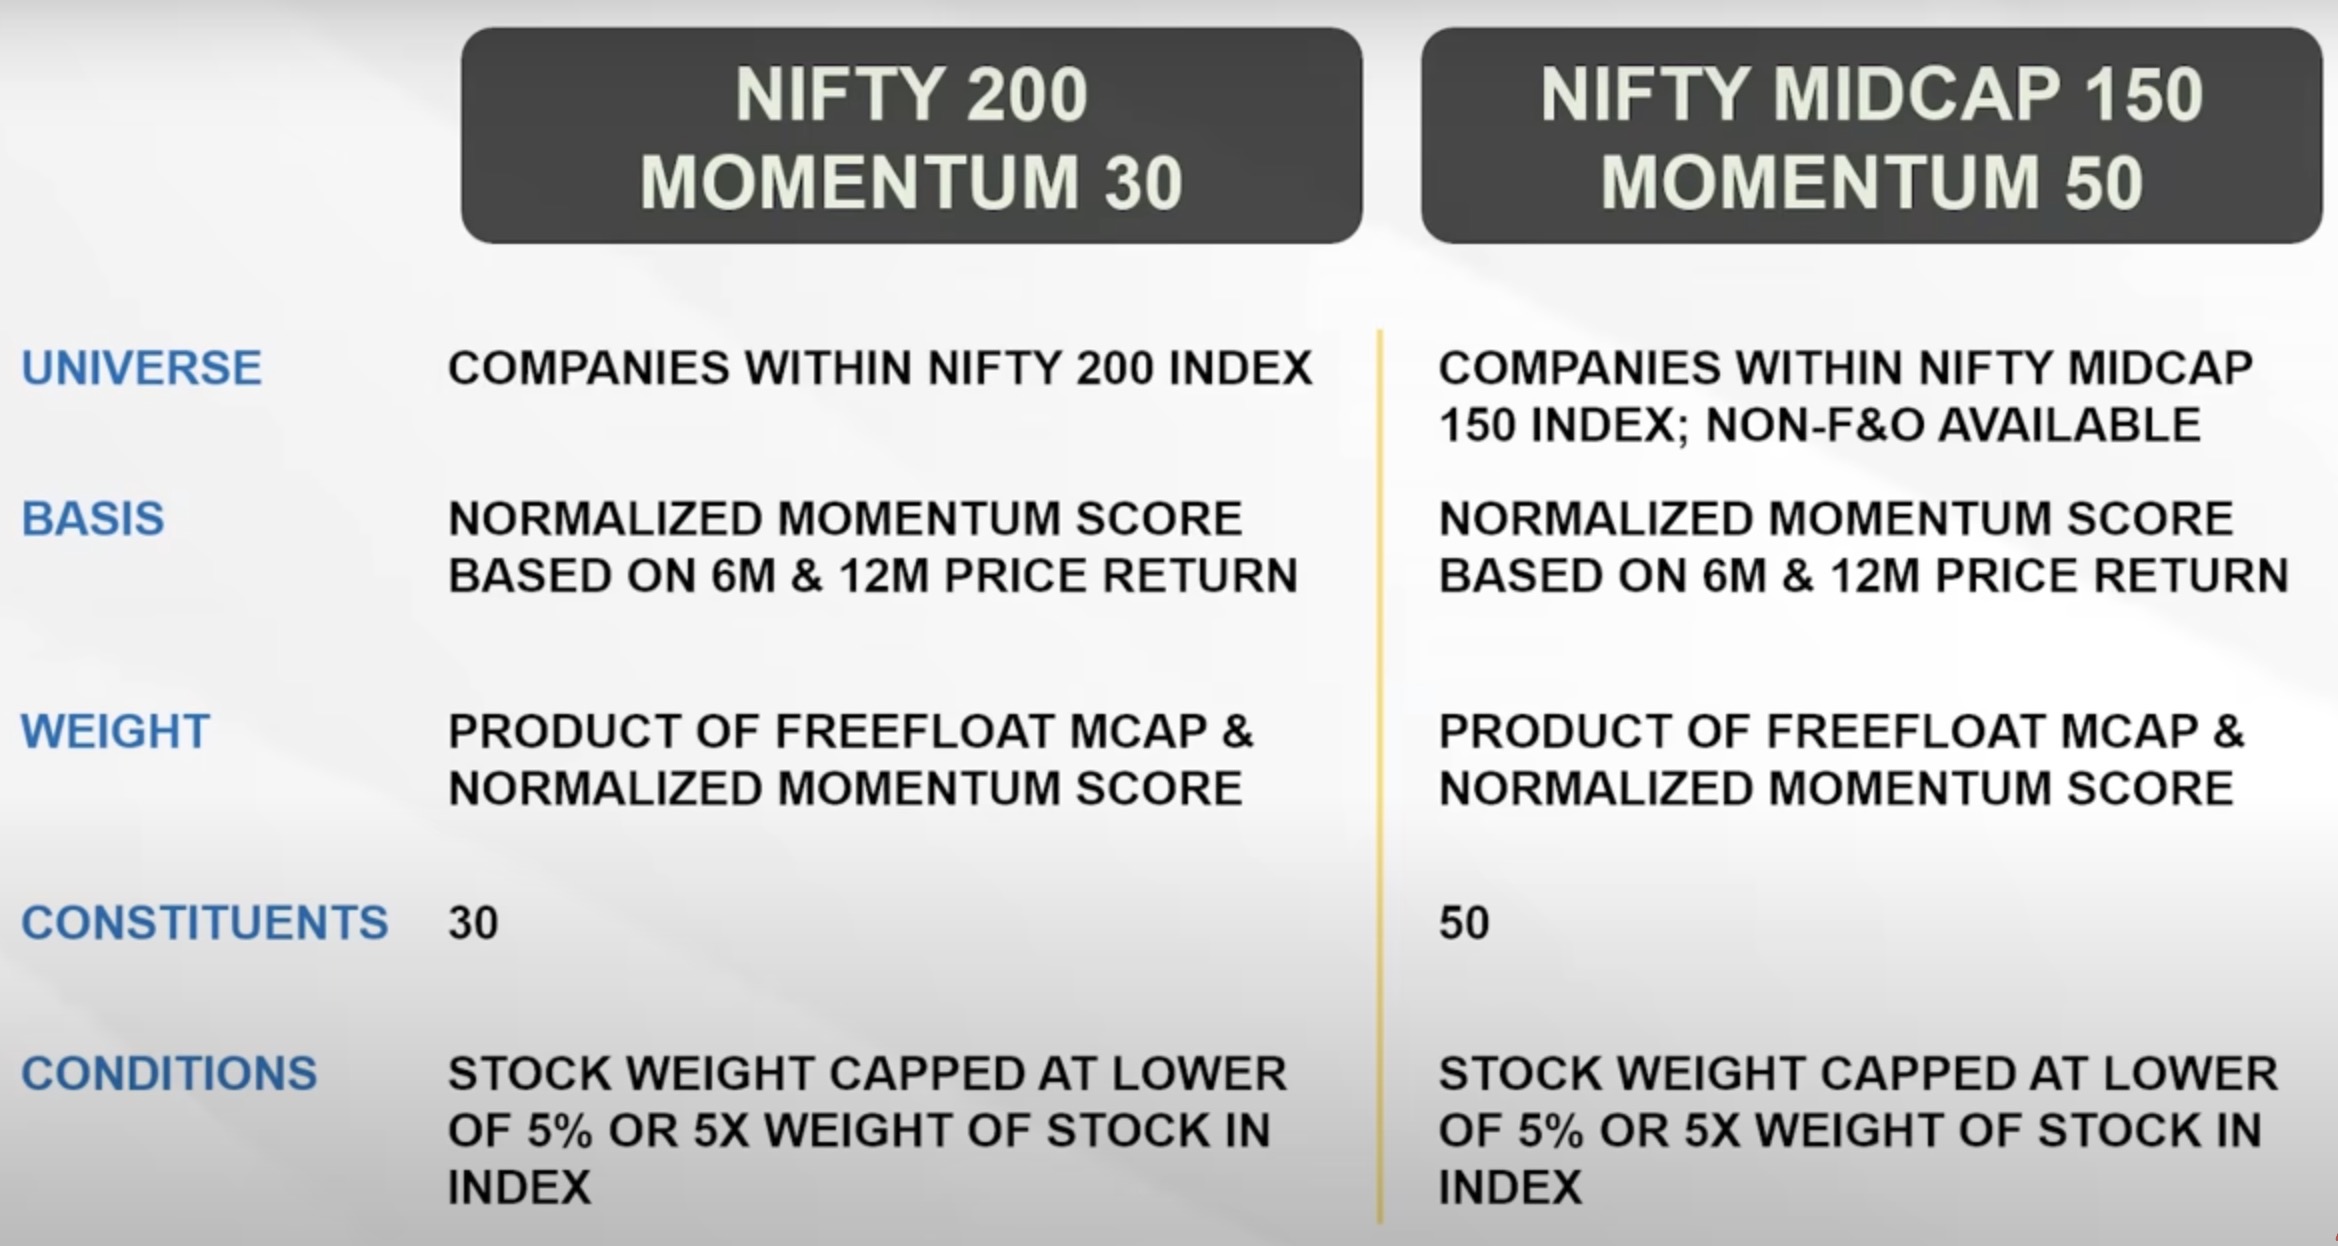 NIFTY 200
MOMENTUM 30
NIFTY MIDCAP 150
MOMENTUM 50
UNIVERSE
COMPANIES WITHIN NIFTY 200 INDEX
COMPANIES WITHIN NIFTY MIDCAP
150 INDEX; NON-F&O AVAILABLE
BASIS
NORMALIZED MOMENTUM SCORE
BASED ON 6M & 12M PRICE RETURN
NORMALIZED MOMENTUM SCORE
BASED ON 6M & 12M PRICE RETURN
WEIGHT
PRODUCT OF FREEFLOAT MCAP &
NORMALIZED MOMENTUM SCORE
PRODUCT OF FREEFLOAT MCAP &
NORMALIZED MOMENTUM SCORE
CONSTITUENTS
30
50
CONDITIONS
STOCK WEIGHT CAPPED AT LOWER
OF 5% OR 5X WEIGHT OF STOCK IN
INDEX
STOCK WEIGHT CAPPED AT LOWER
OF 5% OR 5X WEIGHT OF STOCK IN
INDEX